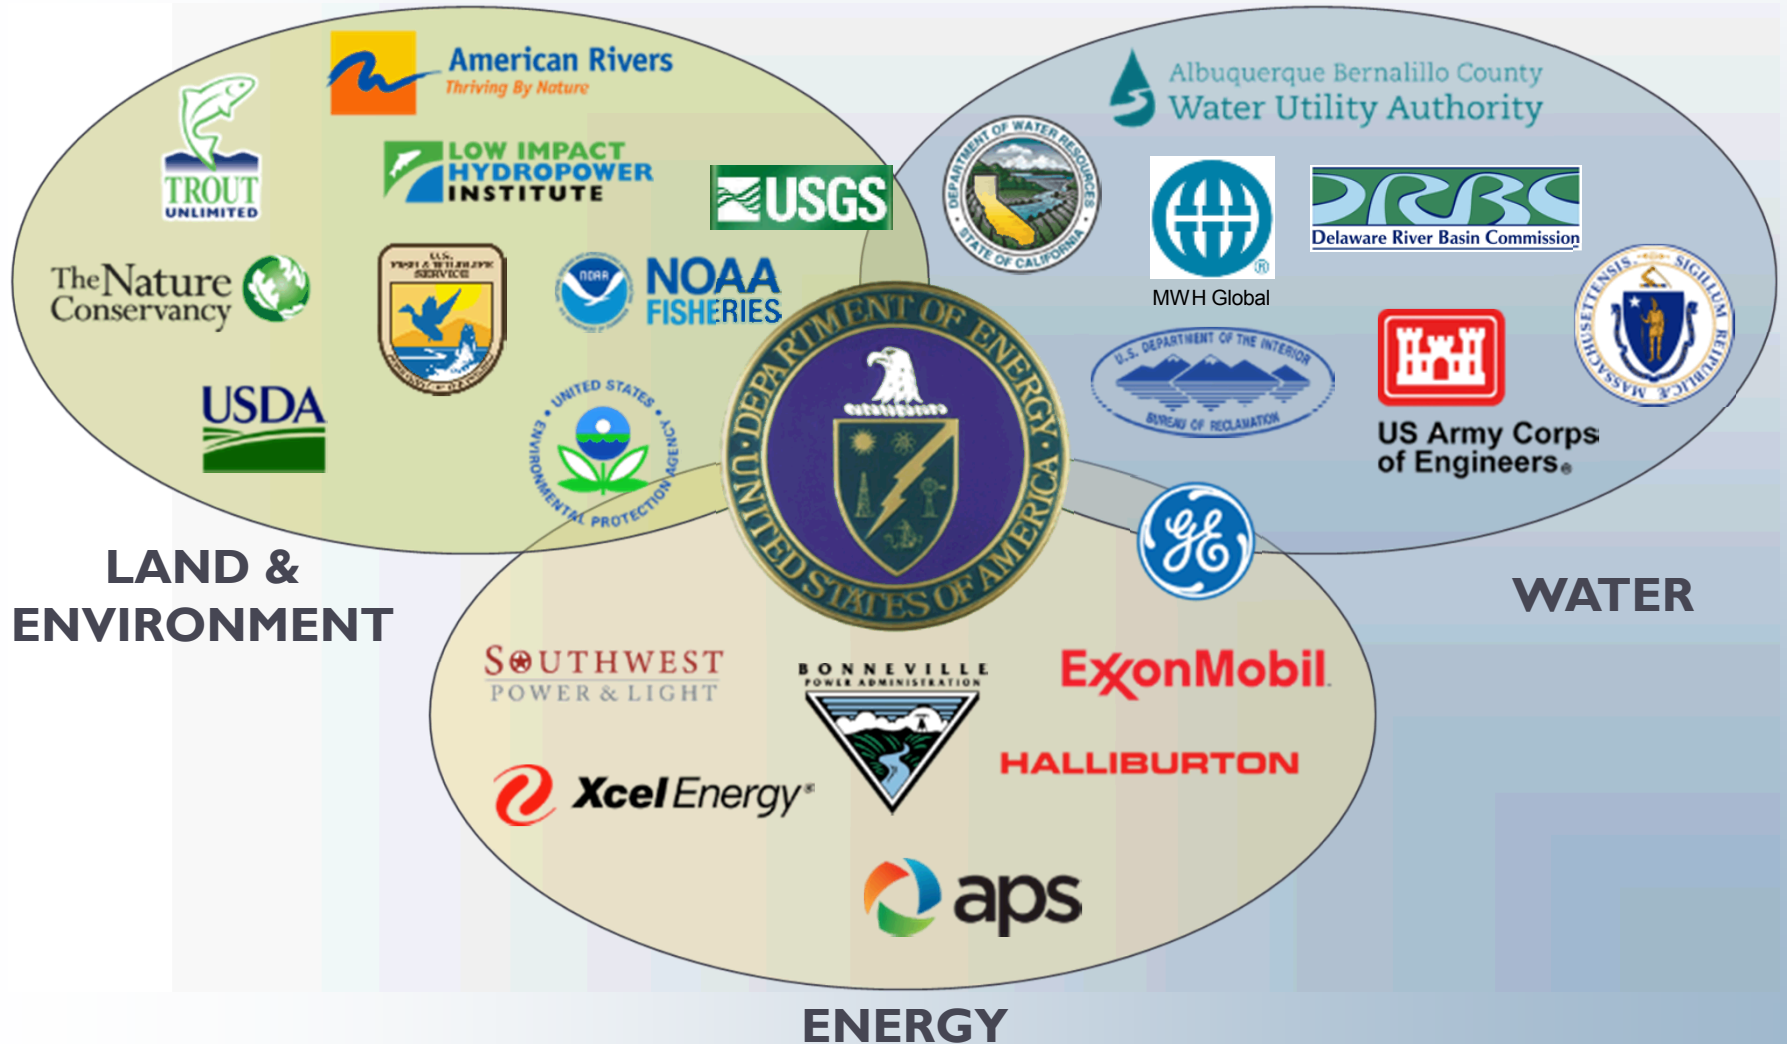 American Rivers
Thriving By Nature
TROUT
UNLIMITED
LOW IMPACT
HYDROPOWER
INSTITUTE
USGS
The Nature
Conservancy
U.S.
FISH & WILDLIFE
SERVICE
NOAA
NOAA
FISHERIES
USDA
UNITED STATES
ENVIRONMENTAL PROTECTION AGENCY
LAND &
ENVIRONMENT
DEPARTMENT OF ENERGY
UNITED STATES OF AMERICA
Albuquerque Bernalillo County
Water Utility Authority
DEPARTMENT OF WATER RESOURCES
STATE OF CALIFORNIA
®
MWH Global
DRBC
Delaware River Basin Commission
SIGILLUM REIPUBLICÆ MASSACHUSETTENSIS.
U.S. DEPARTMENT OF THE INTERIOR
BUREAU OF RECLAMATION
US Army Corps
of Engineers®
GE
WATER
SOUTHWEST
POWER & LIGHT
BONNEVILLE
POWER ADMINISTRATION
ExxonMobil
Xcel Energy®
HALLIBURTON
aps
ENERGY